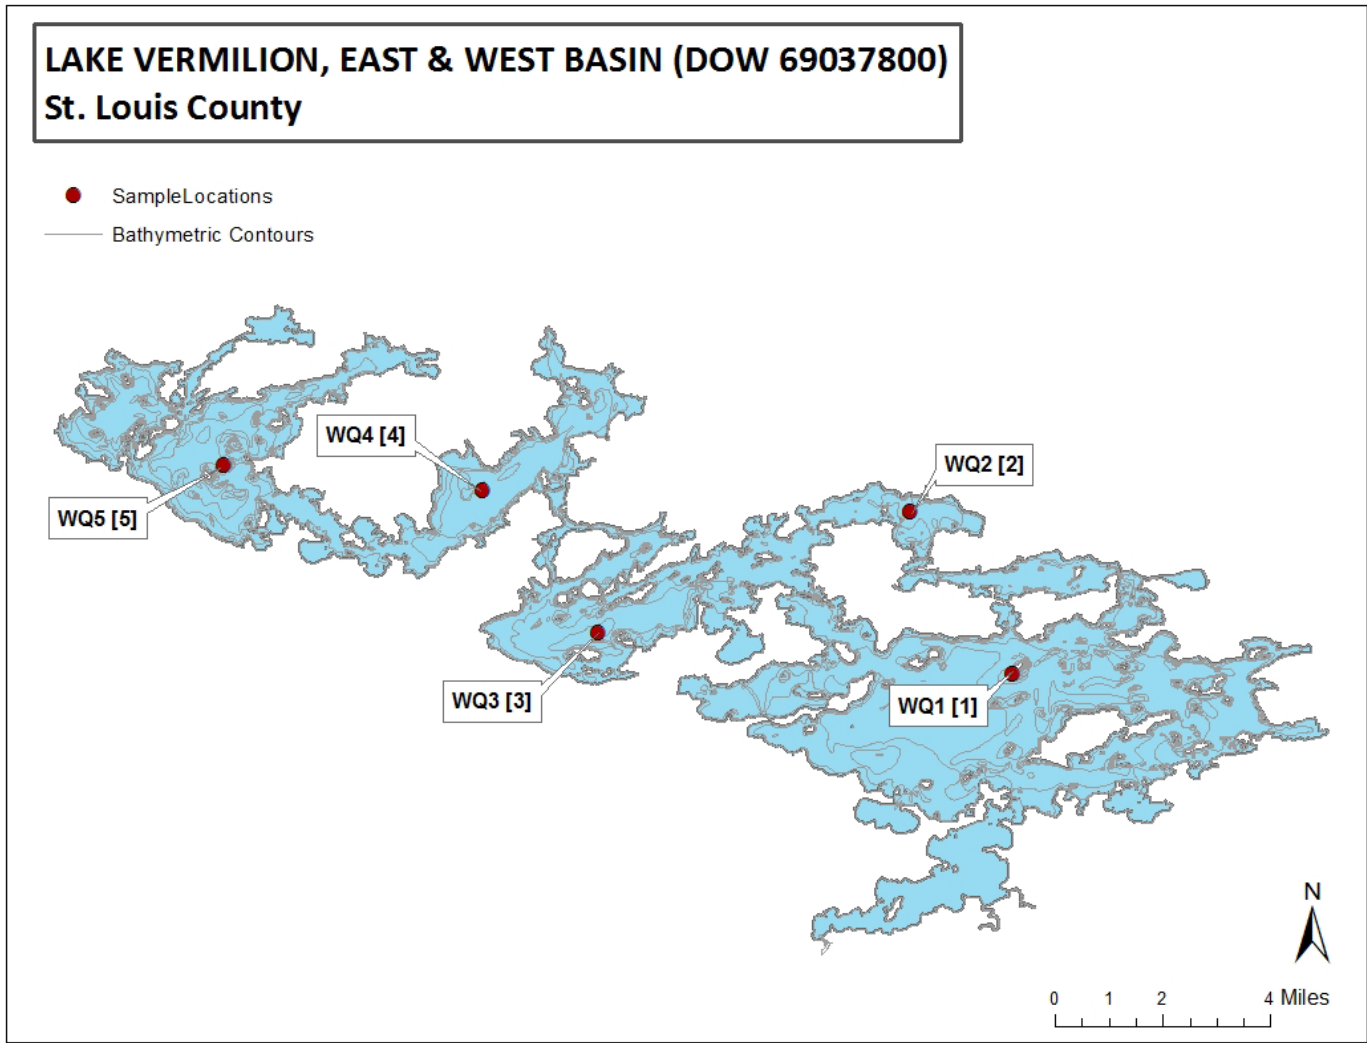 LAKE VERMILION, EAST & WEST BASIN (DOW 69037800)
St. Louis County
SampleLocations
Bathymetric Contours
WQ4 [4]
WQ2 [2]
WQ5 [5]
WQ3 [3]
WQ1 [1]
N
0 1 2 4 Miles